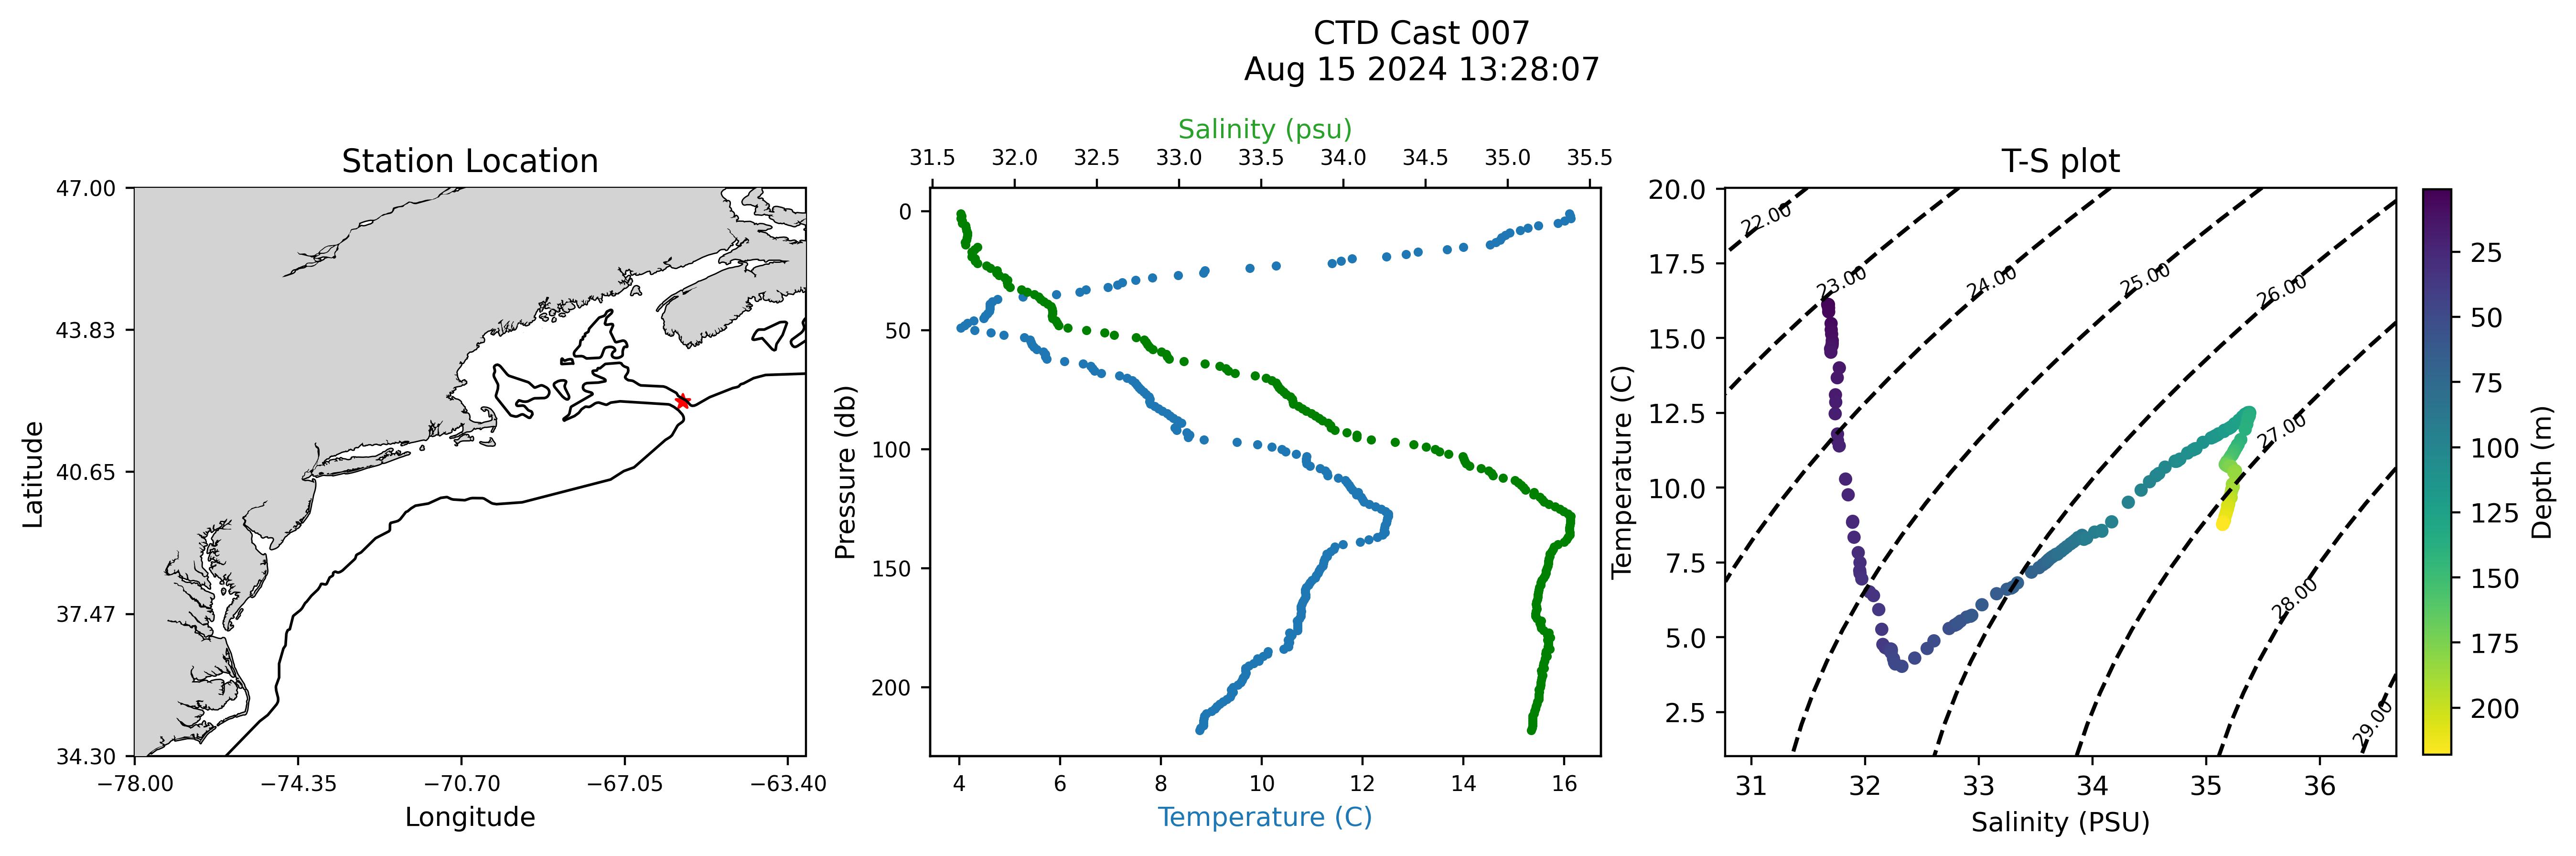 CTD Cast 007
Aug 15 2024 13:28:07
Station Location
47.00
43.83
40.65
37.47
34.30
Latitude
−78.00 −74.35 −70.70 −67.05 −63.40
Longitude
Salinity (psu)
31.5 32.0 32.5 33.0 33.5 34.0 34.5 35.0 35.5
0
50
100
150
200
Pressure (db)
4 6 8 10 12 14 16
Temperature (C)
T-S plot
20.0
17.5
15.0
12.5
10.0
7.5
5.0
2.5
Temperature (C)
22.00
23.00
24.00
25.00
26.00
27.00
28.00
29.00
31 32 33 34 35 36
Salinity (PSU)
25
50
75
100
125
150
175
200
Depth (m)